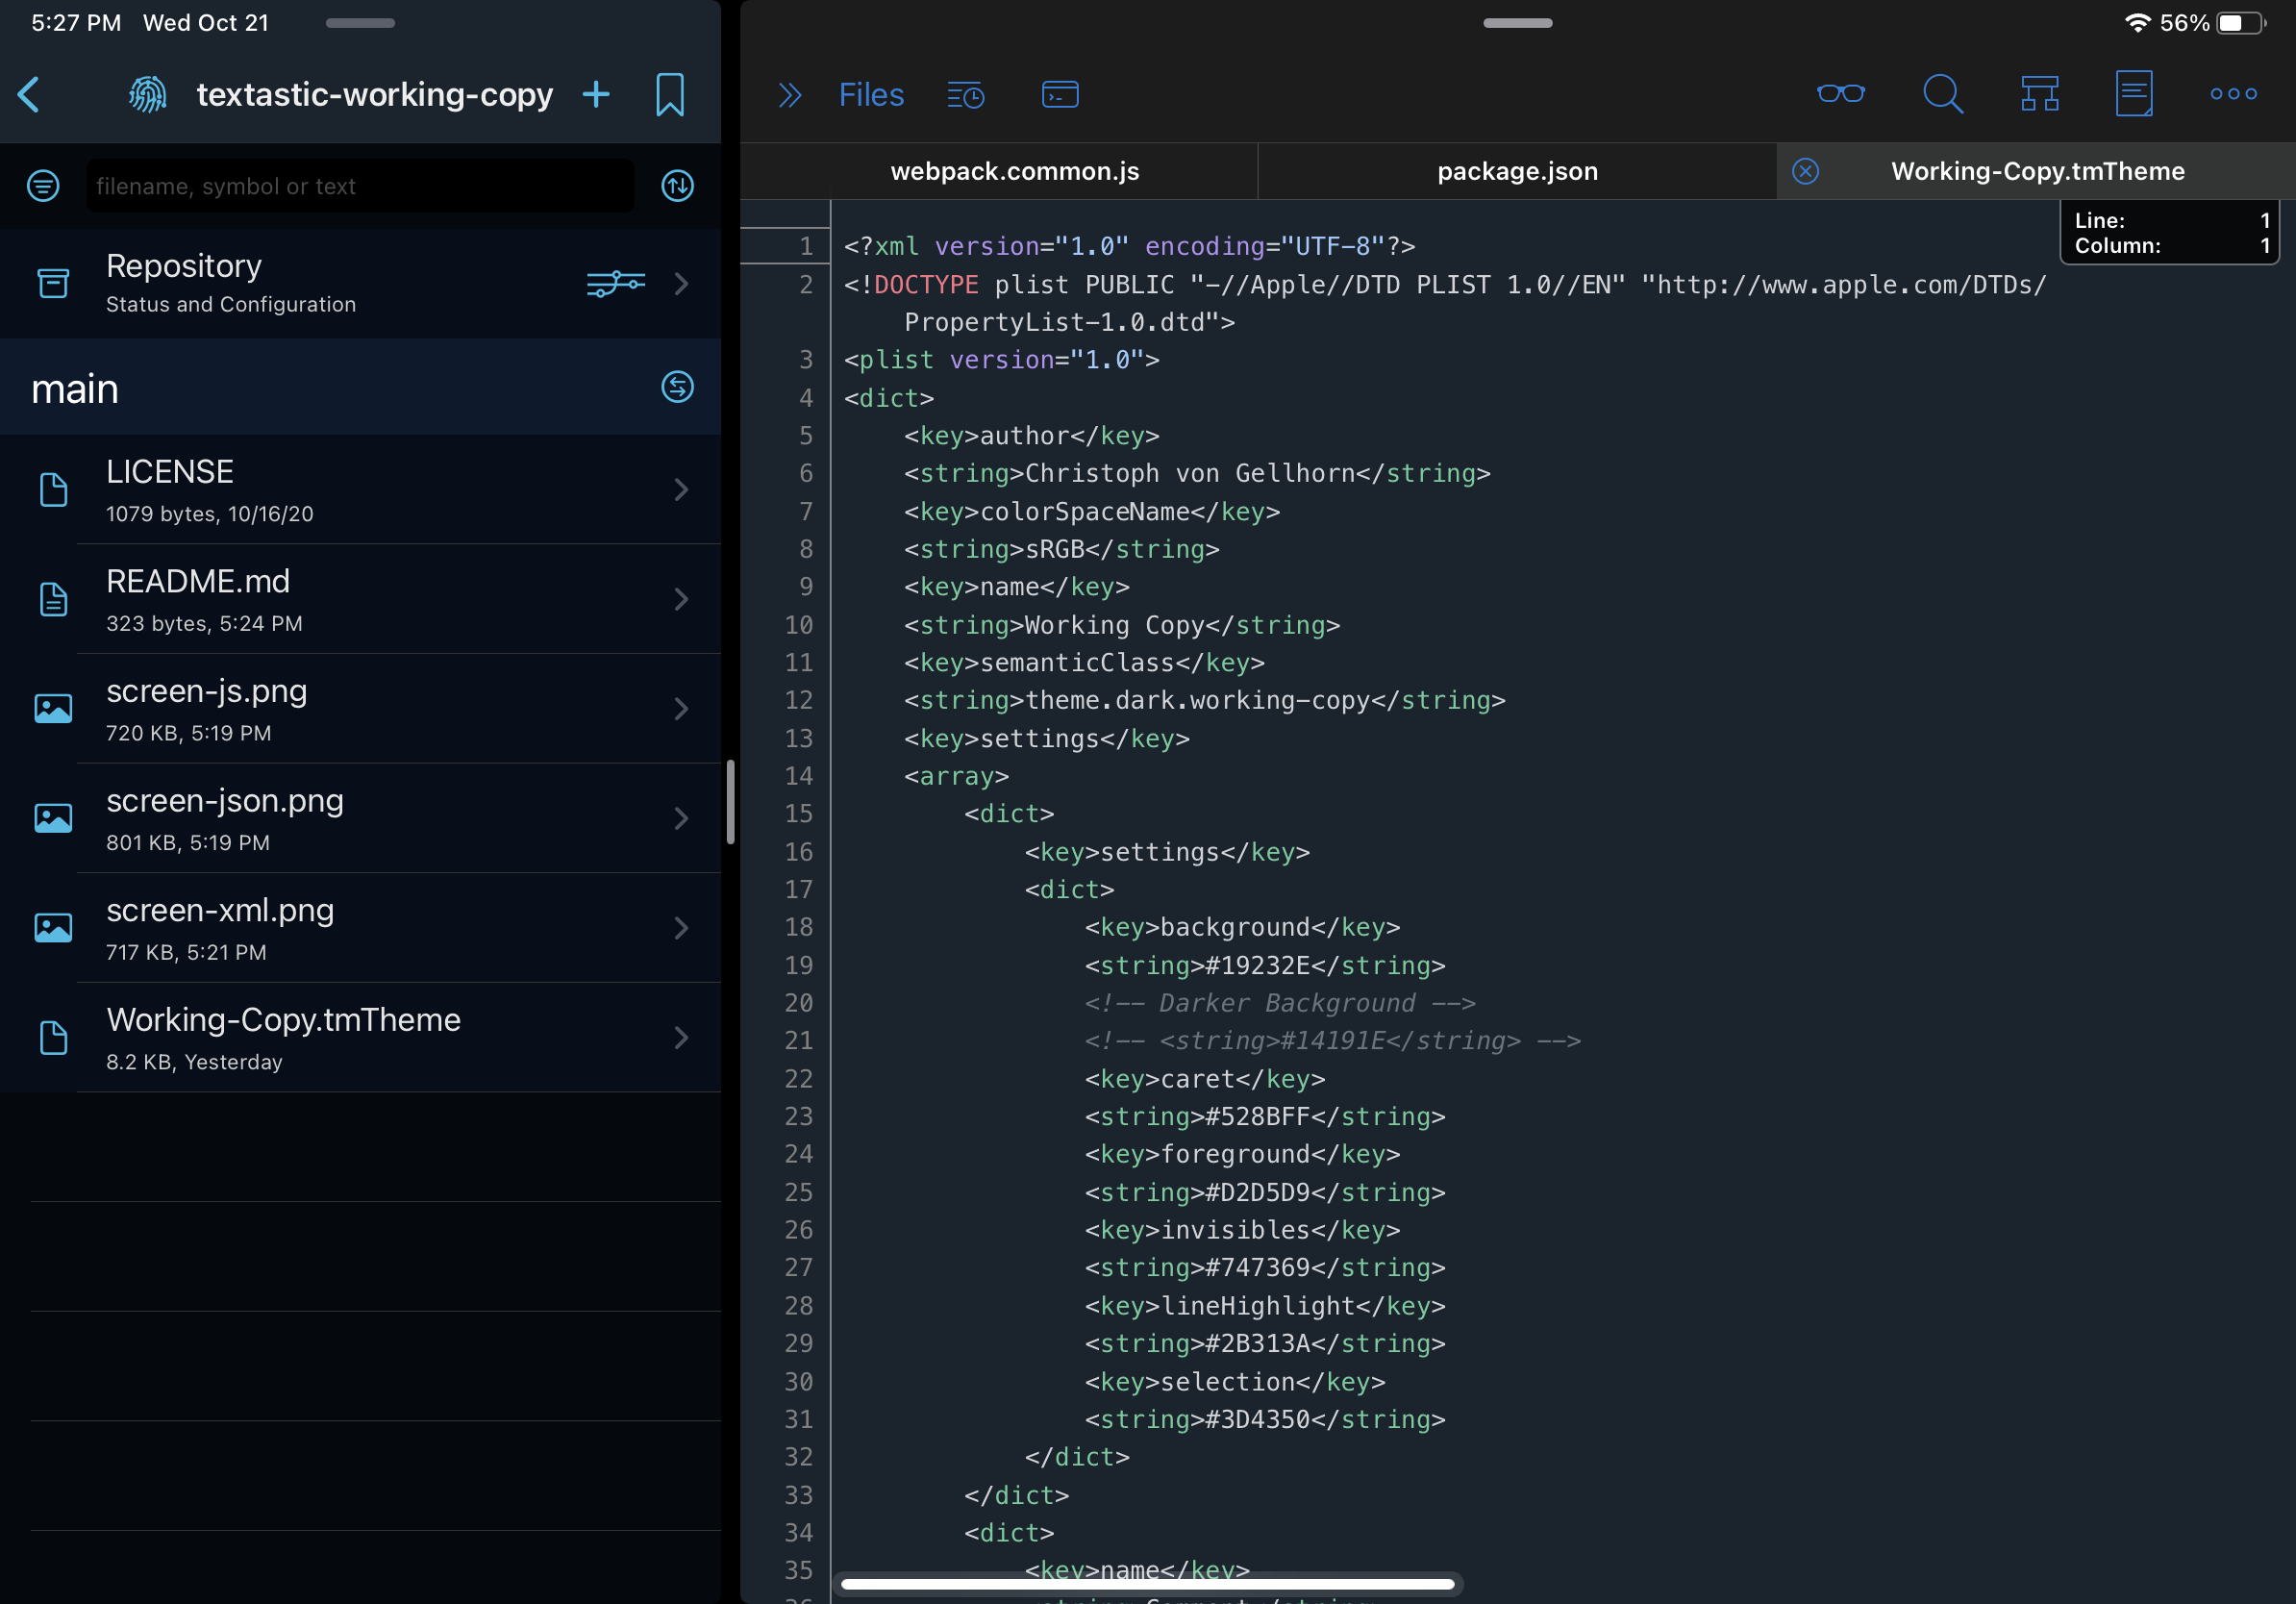 5:27 PM Wed Oct 21
56%
textastic-working-copy
filename, symbol or text
Repository
Status and Configuration
main
LICENSE
1079 bytes, 10/16/20
README.md
323 bytes, 5:24 PM
screen-js.png
720 KB, 5:19 PM
screen-json.png
801 KB, 5:19 PM
screen-xml.png
717 KB, 5:21 PM
Working-Copy.tmTheme
8.2 KB, Yesterday
Files
webpack.common.js
package.json
Working-Copy.tmTheme
Line: 1
Column: 1
1 <?xml version="1.0" encoding="UTF-8"?>
2 <!DOCTYPE plist PUBLIC "-//Apple//DTD PLIST 1.0//EN" "http://www.apple.com/DTDs/
PropertyList-1.0.dtd">
3 <plist version="1.0">
4 <dict>
5 <key>author</key>
6 <string>Christoph von Gellhorn</string>
7 <key>colorSpaceName</key>
8 <string>sRGB</string>
9 <key>name</key>
10 <string>Working Copy</string>
11 <key>semanticClass</key>
12 <string>theme.dark.working-copy</string>
13 <key>settings</key>
14 <array>
15 <dict>
16 <key>settings</key>
17 <dict>
18 <key>background</key>
19 <string>#19232E</string>
20 <!-- Darker Background -->
21 <!-- <string>#14191E</string> -->
22 <key>caret</key>
23 <string>#528BFF</string>
24 <key>foreground</key>
25 <string>#D2D5D9</string>
26 <key>invisibles</key>
27 <string>#747369</string>
28 <key>lineHighlight</key>
29 <string>#2B313A</string>
30 <key>selection</key>
31 <string>#3D4350</string>
32 </dict>
33 </dict>
34 <dict>
35 <key>name</key>